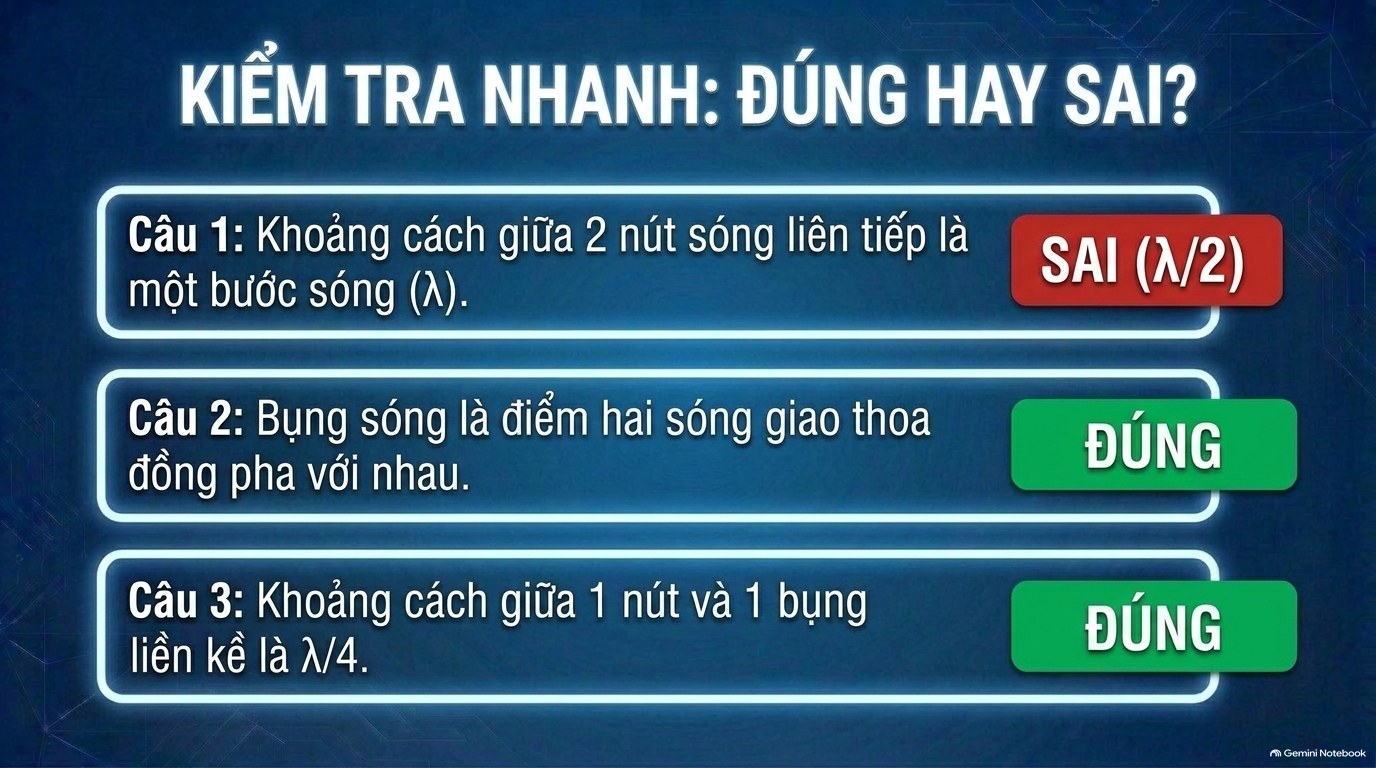 KIỂM TRA NHANH: ĐÚNG HAY SAI?
Câu 1: Khoảng cách giữa 2 nút sóng liên tiếp là
một bước sóng (λ).
SAI (λ/2)
Câu 2: Bụng sóng là điểm hai sóng giao thoa
đồng pha với nhau.
ĐÚNG
Câu 3: Khoảng cách giữa 1 nút và 1 bụng
liền kề là λ/4.
ĐÚNG
Gemini Notebook